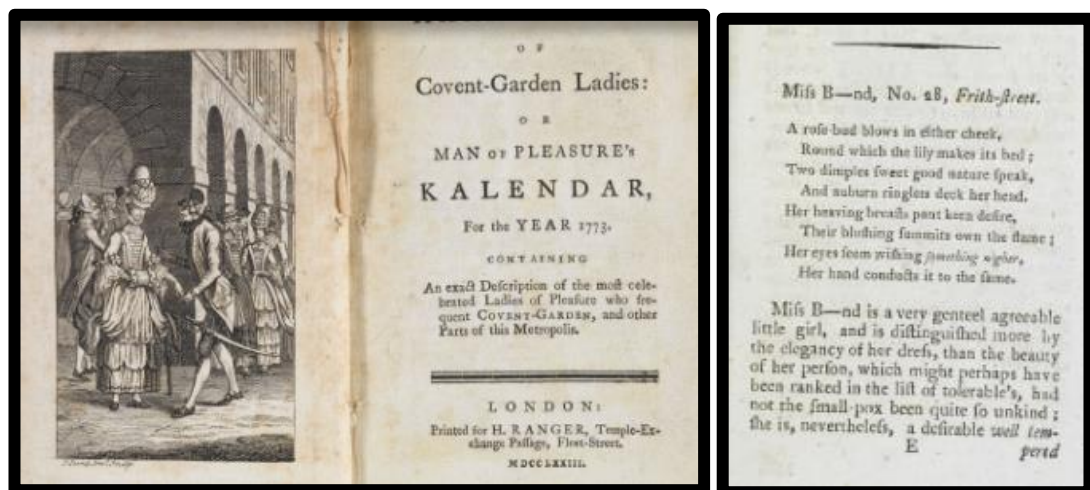 OF
Covent-Garden Ladies:
OR
MAN OF PLEASURE's
KALENDAR,
For the YEAR 1773.
CONTAINING
An exact Deſcription of the moſt cele-
brated Ladies of Pleaſure who fre-
quent COVENT-GARDEN, and other
Parts of this Metropolis.
LONDON:
Printed for H. RANGER, Temple-Ex-
change Paſſage, Fleet-Street.
MDCCLXXIII.
Miſs B—nd, No. 28, Frith-ſtreet.
A roſe-bud blows in either cheek,
Round which the lily makes its bed;
Two dimples ſweet good nature ſpeak,
And auburn ringlets deck her head.
Her heaving breaſts pant keen deſire,
Their bluſhing ſummits own the flame;
Her eyes ſeem wiſhing ſomething nigher,
Her hand conducts it to the ſame.
Miſs B—nd is a very genteel agreeable
little girl, and is diſtinguiſhed more by
the elegancy of her dreſs, than the beauty
of her perſon, which might perhaps have
been ranked in the liſt of tolerable's, had
not the ſmall-pox been quite ſo unkind;
ſhe is, nevertheleſs, a deſirable well tem-
E pered